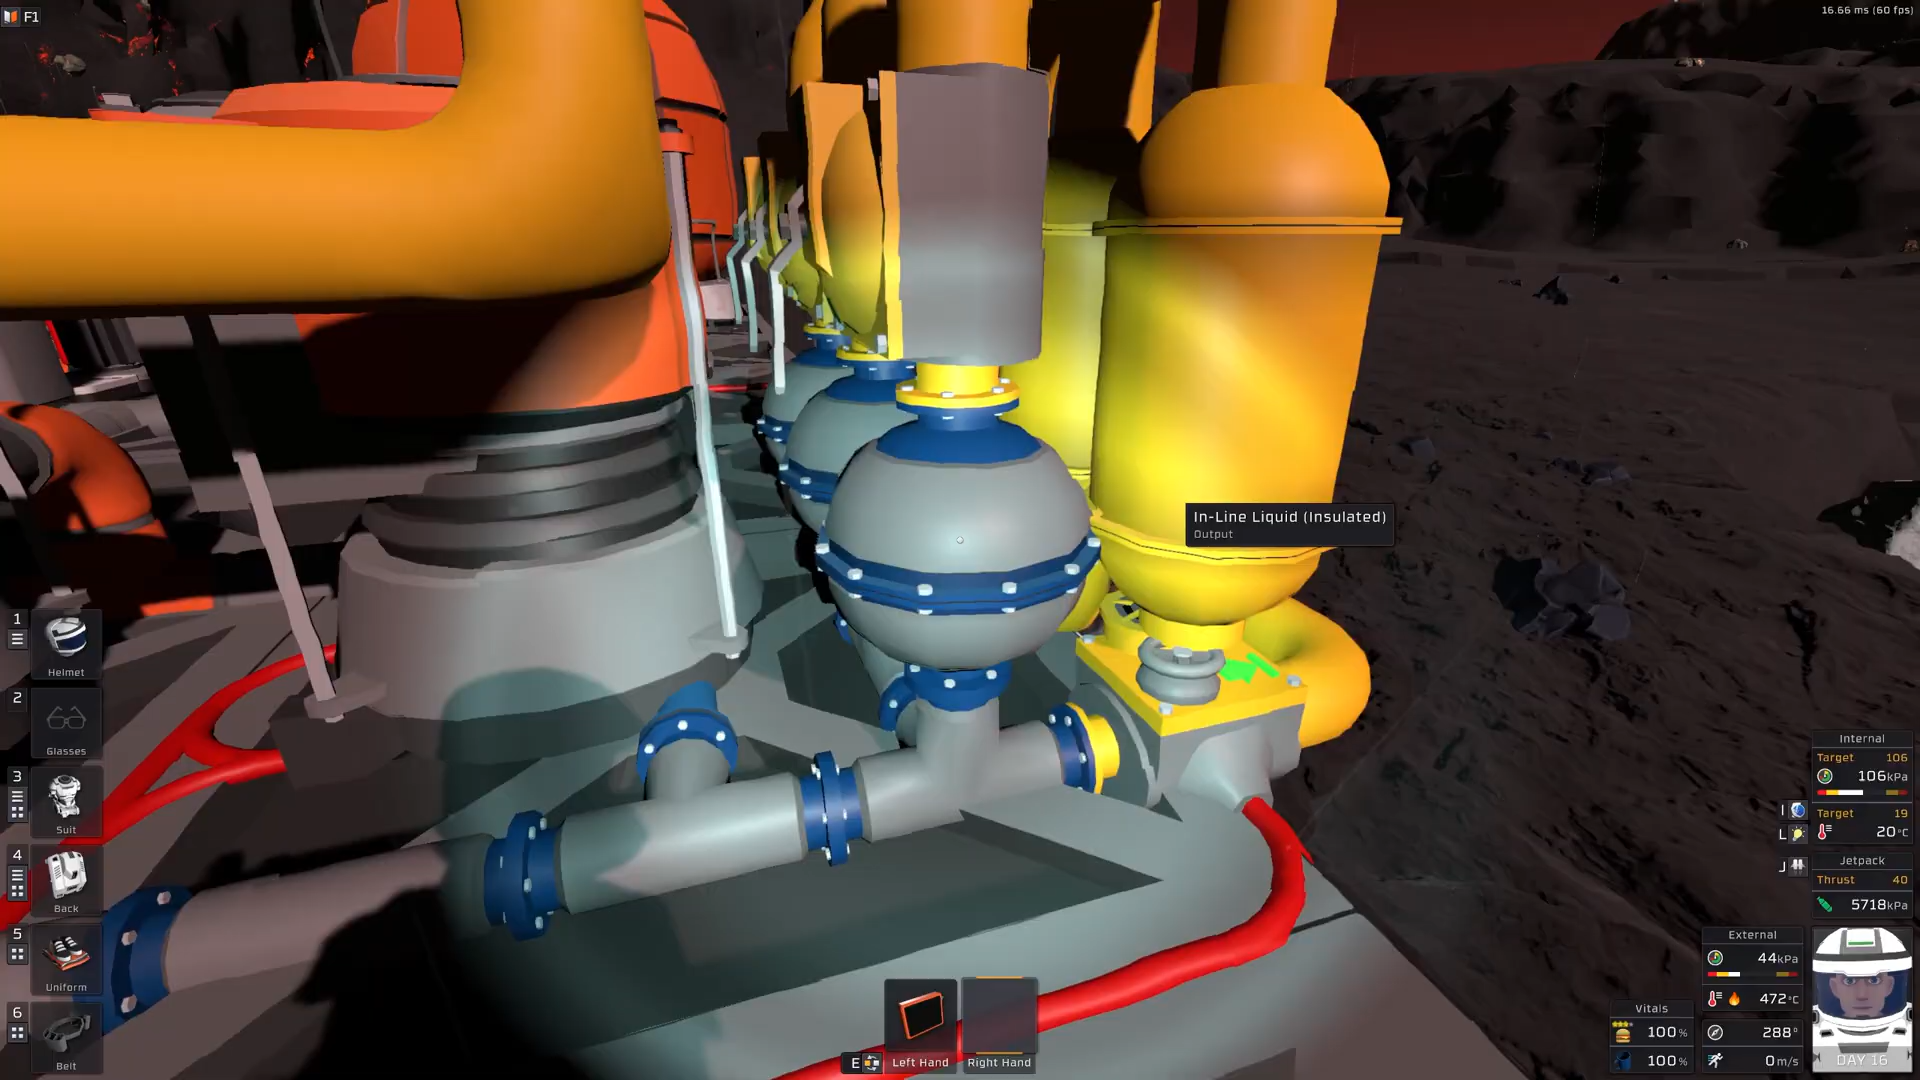 F1
16.66 ms (60 fps)
In-Line Liquid (Insulated)
Output
1
Helmet
2
Glasses
3
Suit
4
Back
5
Uniform
6
Belt
E
Left Hand
Right Hand
Internal
Target 106
106kPa
Target 19
20°C
I
L
J
Jetpack
Thrust 40
5718kPa
External
44kPa
472°C
288°
0m/s
Vitals
100%
100%
DAY 16